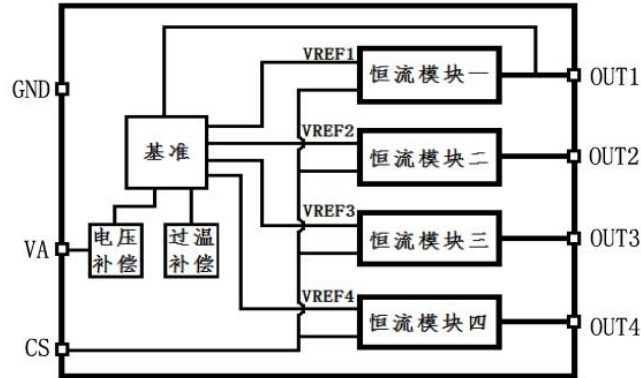 VREF1
恒流模块一
OUT1
GND
VREF2
恒流模块二
OUT2
基准
VREF3
恒流模块三
OUT3
VA
电压
补偿
过温
补偿
VREF4
恒流模块四
OUT4
CS